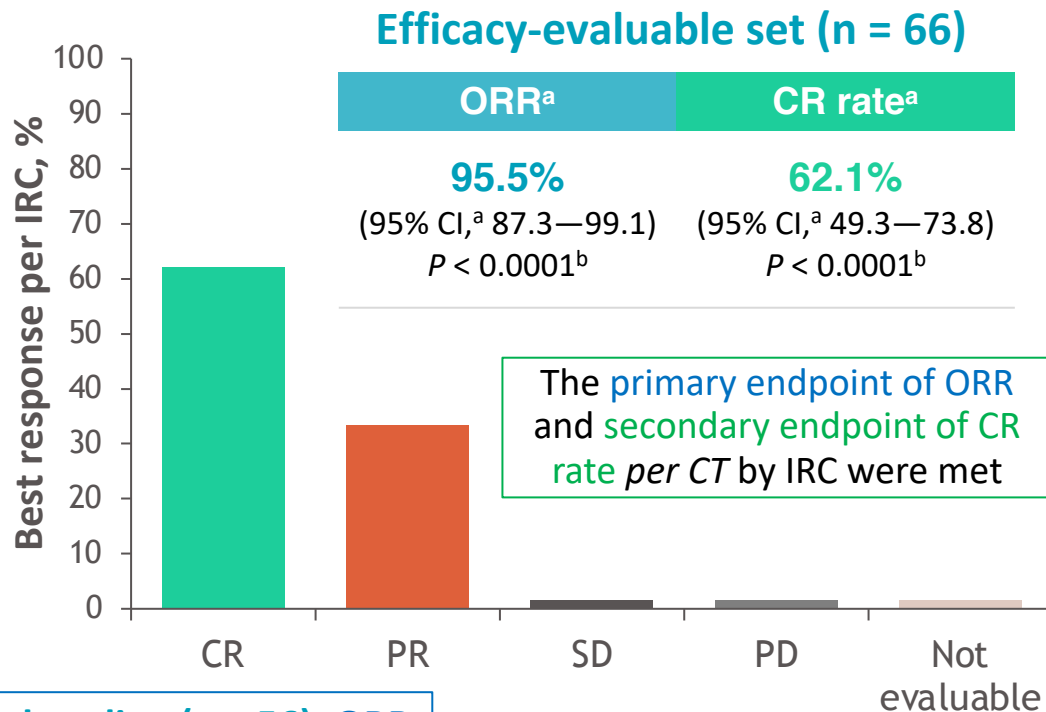 Efficacy-evaluable set (n = 66)
ORRᵃ CR rateᵃ
95.5% 62.1%
(95% CI,ᵃ 87.3—99.1) (95% CI,ᵃ 49.3—73.8)
P < 0.0001ᵇ P < 0.0001ᵇ
The primary endpoint of ORR
and secondary endpoint of CR
rate per CT by IRC were met
Best response per IRC, %
100
90
80
70
60
50
40
30
20
10
0
CR PR SD PD Not
evaluable